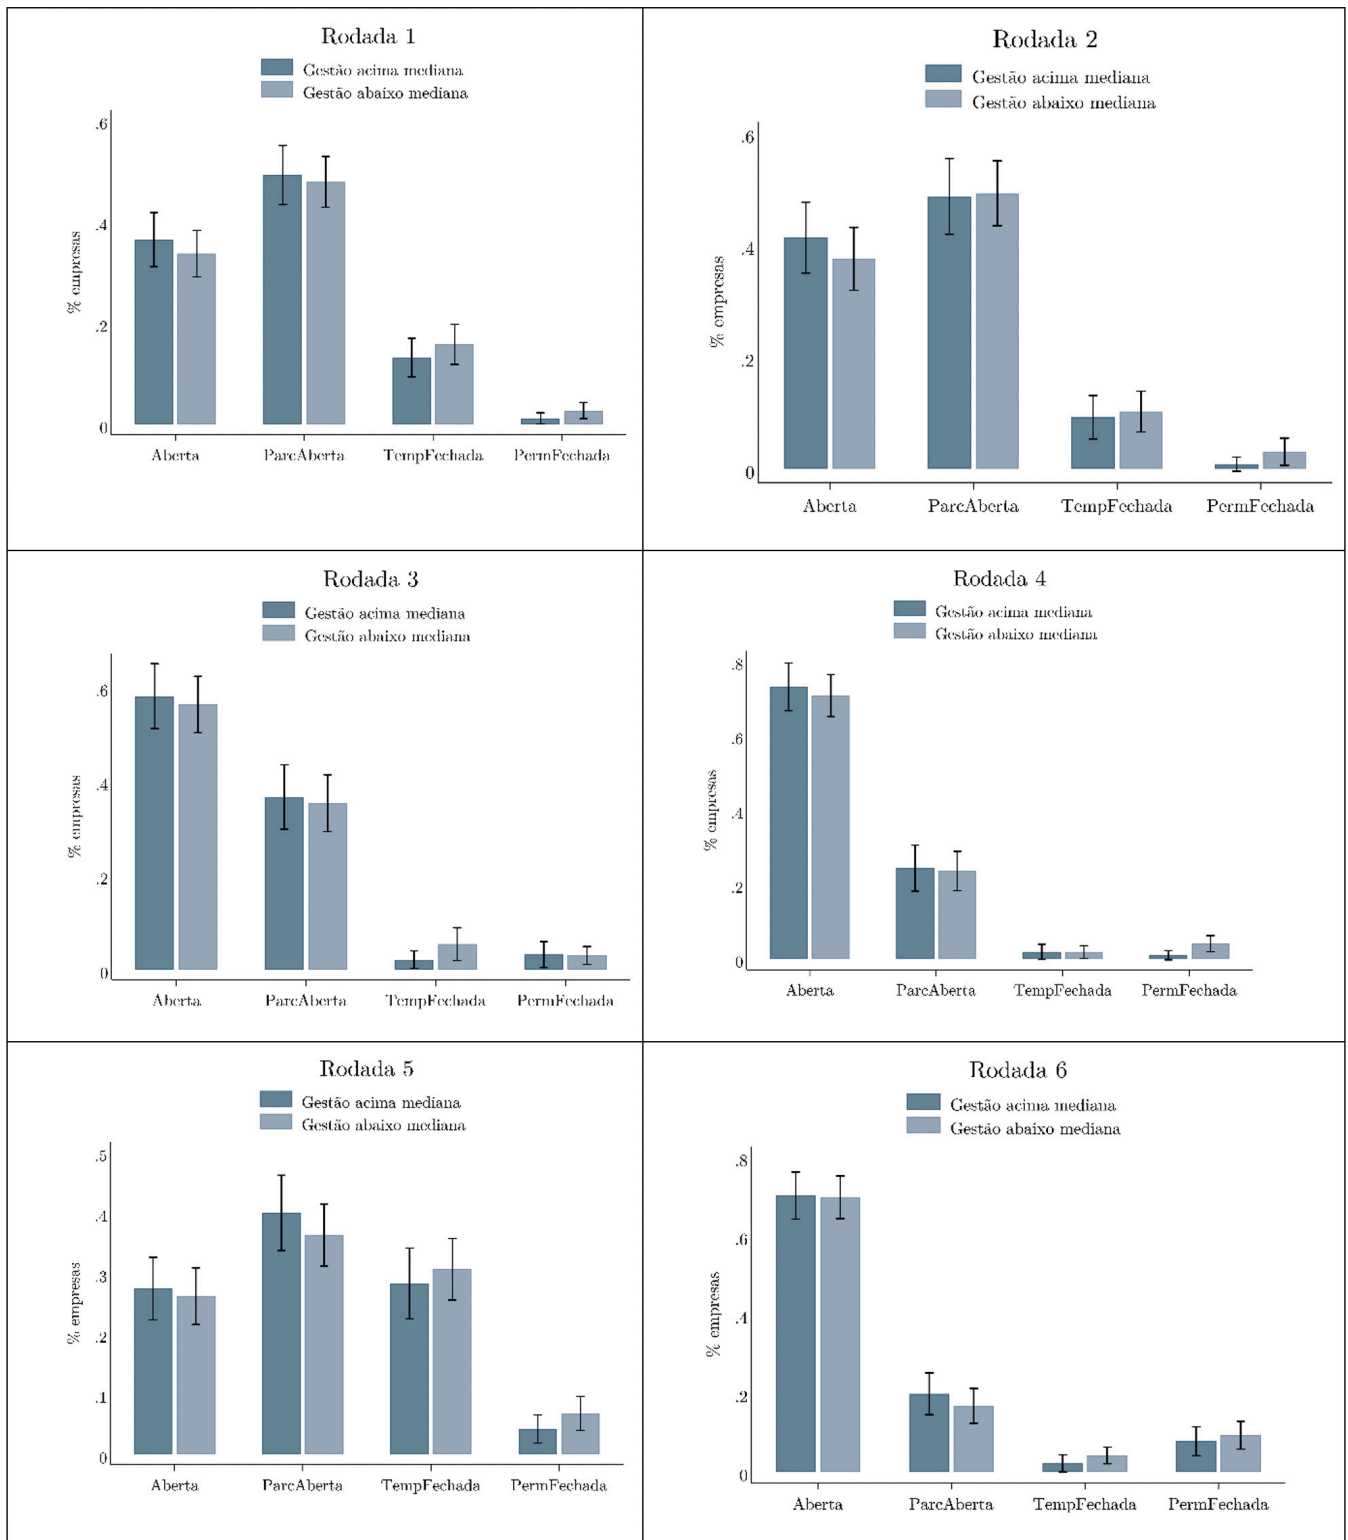 Rodada 1
Gestão acima mediana
Gestão abaixo mediana
% empresas
.6
.4
.2
0
Aberta ParcAberta TempFechada PermFechada
Rodada 2
Gestão acima mediana
Gestão abaixo mediana
% empresas
.6
.4
.2
0
Aberta ParcAberta TempFechada PermFechada
Rodada 3
Gestão acima mediana
Gestão abaixo mediana
% empresas
.6
.4
.2
0
Aberta ParcAberta TempFechada PermFechada
Rodada 4
Gestão acima mediana
Gestão abaixo mediana
% empresas
.8
.6
.4
.2
0
Aberta ParcAberta TempFechada PermFechada
Rodada 5
Gestão acima mediana
Gestão abaixo mediana
% empresas
.5
.4
.3
.2
.1
0
Aberta ParcAberta TempFechada PermFechada
Rodada 6
Gestão acima mediana
Gestão abaixo mediana
% empresas
.8
.6
.4
.2
0
Aberta ParcAberta TempFechada PermFechada